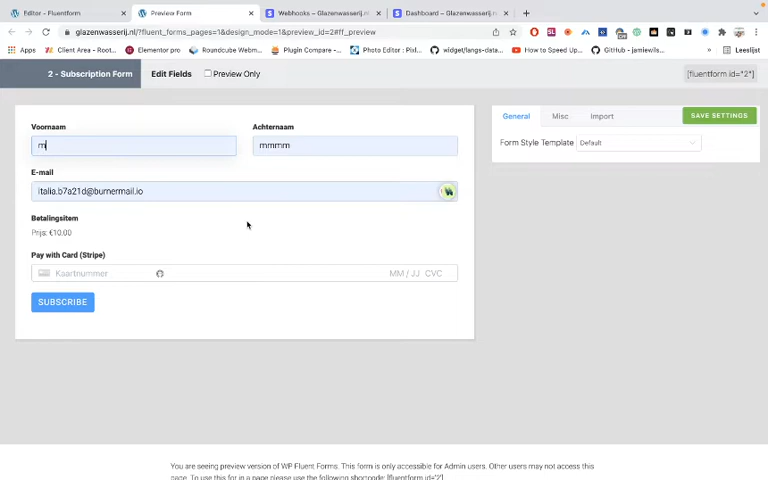 Editor - Fluentform
Preview Form
Webhooks – Glazenwasserij.nl
Dashboard – Glazenwasserij.nl
glazenwasserij.nl/?fluent_forms_pages=1&design_mode=1&preview_id=2#ff_preview
Apps
Client Area - Root...
Elementor pro
Roundcube Webm...
Plugin Compare -...
Photo Editor : Pixl...
widget/langs-data...
How to Speed Up...
GitHub - jamiewils...
»
Leeslijst
2 - Subscription Form
Edit Fields
Preview Only
[fluentform id="2"]
Voornaam
Achternaam
m
mmmm
E-mail
italia.b7a21d@burnermail.io
Betalingsitem
Prijs: €10.00
Pay with Card (Stripe)
Kaartnummer
MM / JJ CVC
SUBSCRIBE
General
Misc
Import
SAVE SETTINGS
Form Style Template
Default
You are seeing preview version of WP Fluent Forms. This form is only accessible for Admin users. Other users may not access this
page. To use this for in a page please use the following shortcode: [fluentform id="2"]